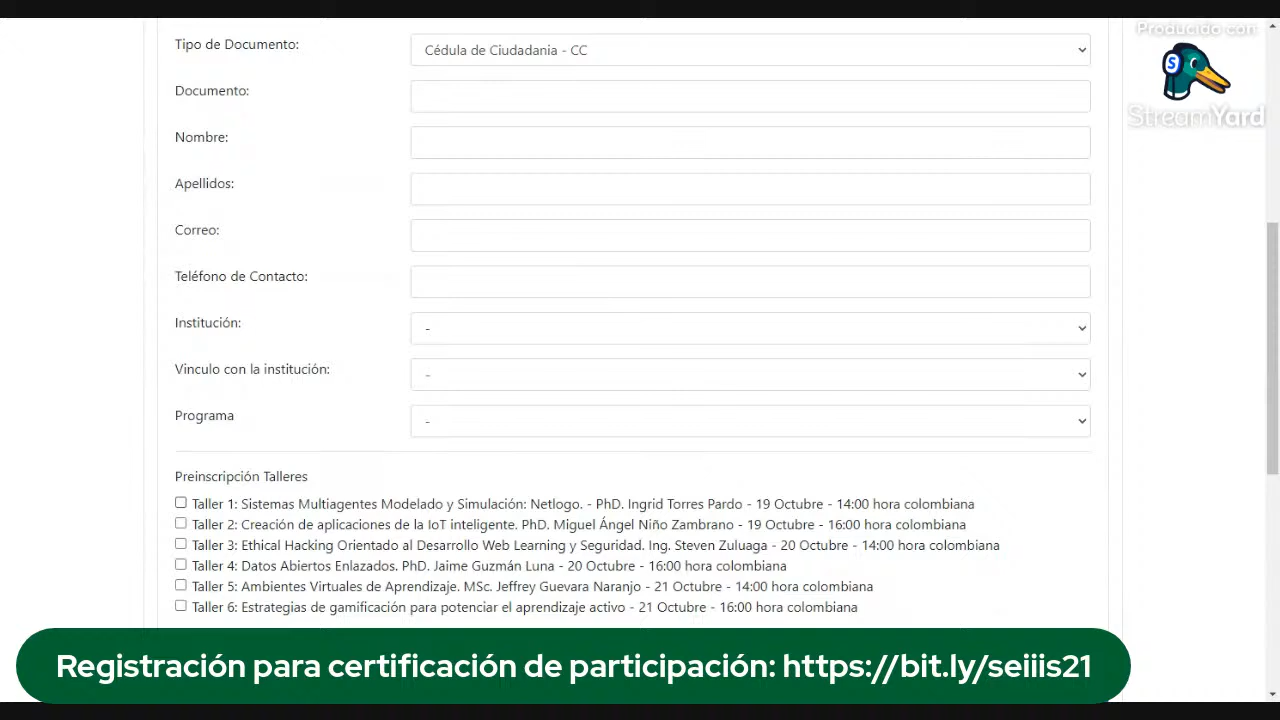 Producido con:
StreamYard
Tipo de Documento:
Cédula de Ciudadania - CC
Documento:
Nombre:
Apellidos:
Correo:
Teléfono de Contacto:
Institución:
-
Vinculo con la institución:
-
Programa
-
Preinscripción Talleres
Taller 1: Sistemas Multiagentes Modelado y Simulación: Netlogo. - PhD. Ingrid Torres Pardo - 19 Octubre - 14:00 hora colombiana
Taller 2: Creación de aplicaciones de la IoT inteligente. PhD. Miguel Ángel Niño Zambrano - 19 Octubre - 16:00 hora colombiana
Taller 3: Ethical Hacking Orientado al Desarrollo Web Learning y Seguridad. Ing. Steven Zuluaga - 20 Octubre - 14:00 hora colombiana
Taller 4: Datos Abiertos Enlazados. PhD. Jaime Guzmán Luna - 20 Octubre - 16:00 hora colombiana
Taller 5: Ambientes Virtuales de Aprendizaje. MSc. Jeffrey Guevara Naranjo - 21 Octubre - 14:00 hora colombiana
Taller 6: Estrategias de gamificación para potenciar el aprendizaje activo - 21 Octubre - 16:00 hora colombiana
Registración para certificación de participación: https://bit.ly/seiiis21